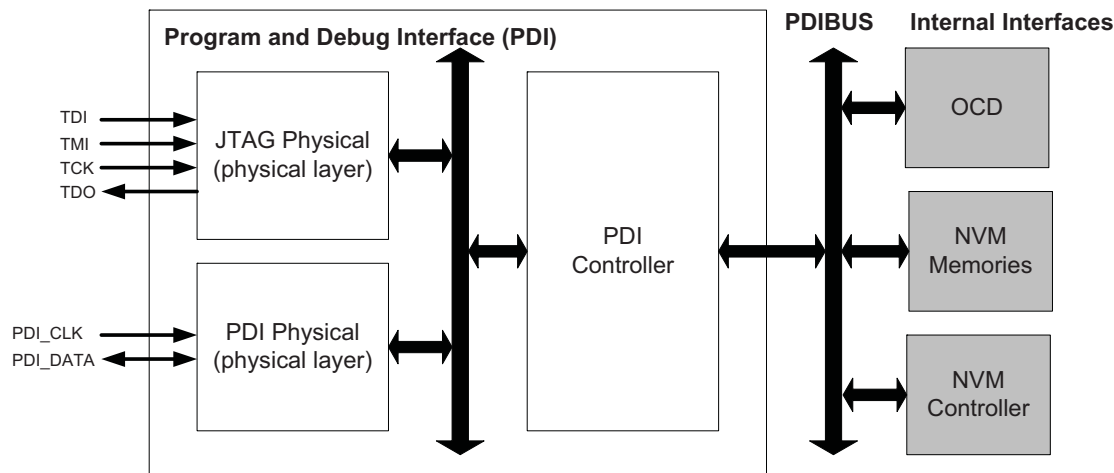 Program and Debug Interface (PDI)
PDIBUS
Internal Interfaces
TDI
TMI
TCK
TDO
JTAG Physical
(physical layer)
PDI_CLK
PDI_DATA
PDI Physical
(physical layer)
PDI
Controller
OCD
NVM
Memories
NVM
Controller